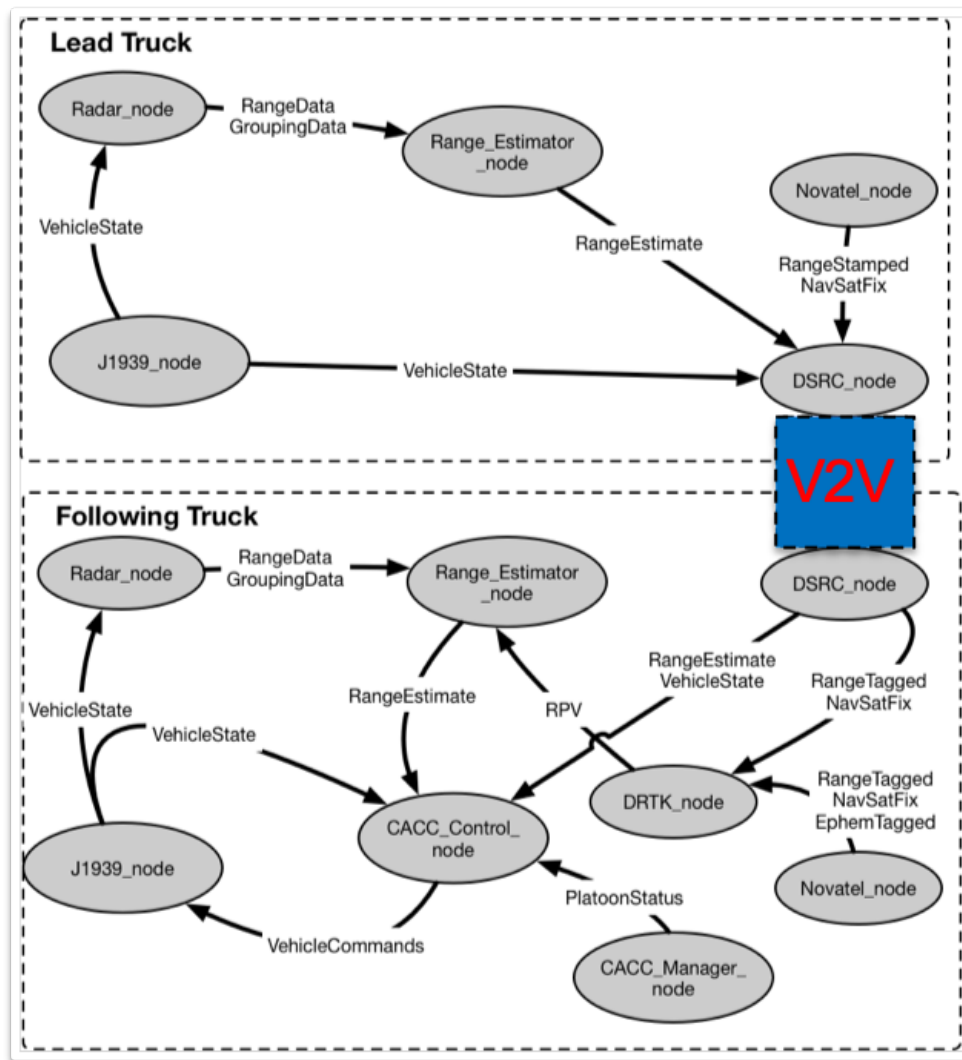 Lead Truck
Radar_node
RangeData
GroupingData
Range_Estimator
_node
Novatel_node
VehicleState
RangeEstimate
RangeStamped
NavSatFix
J1939_node
VehicleState
DSRC_node
V2V
Following Truck
Radar_node
RangeData
GroupingData
Range_Estimator
_node
DSRC_node
RangeEstimate
VehicleState
RangeEstimate
RangeTagged
NavSatFix
VehicleState
VehicleState
RPV
DRTK_node
RangeTagged
NavSatFix
EphemTagged
CACC_Control_
node
J1939_node
Novatel_node
PlatoonStatus
VehicleCommands
CACC_Manager_
node